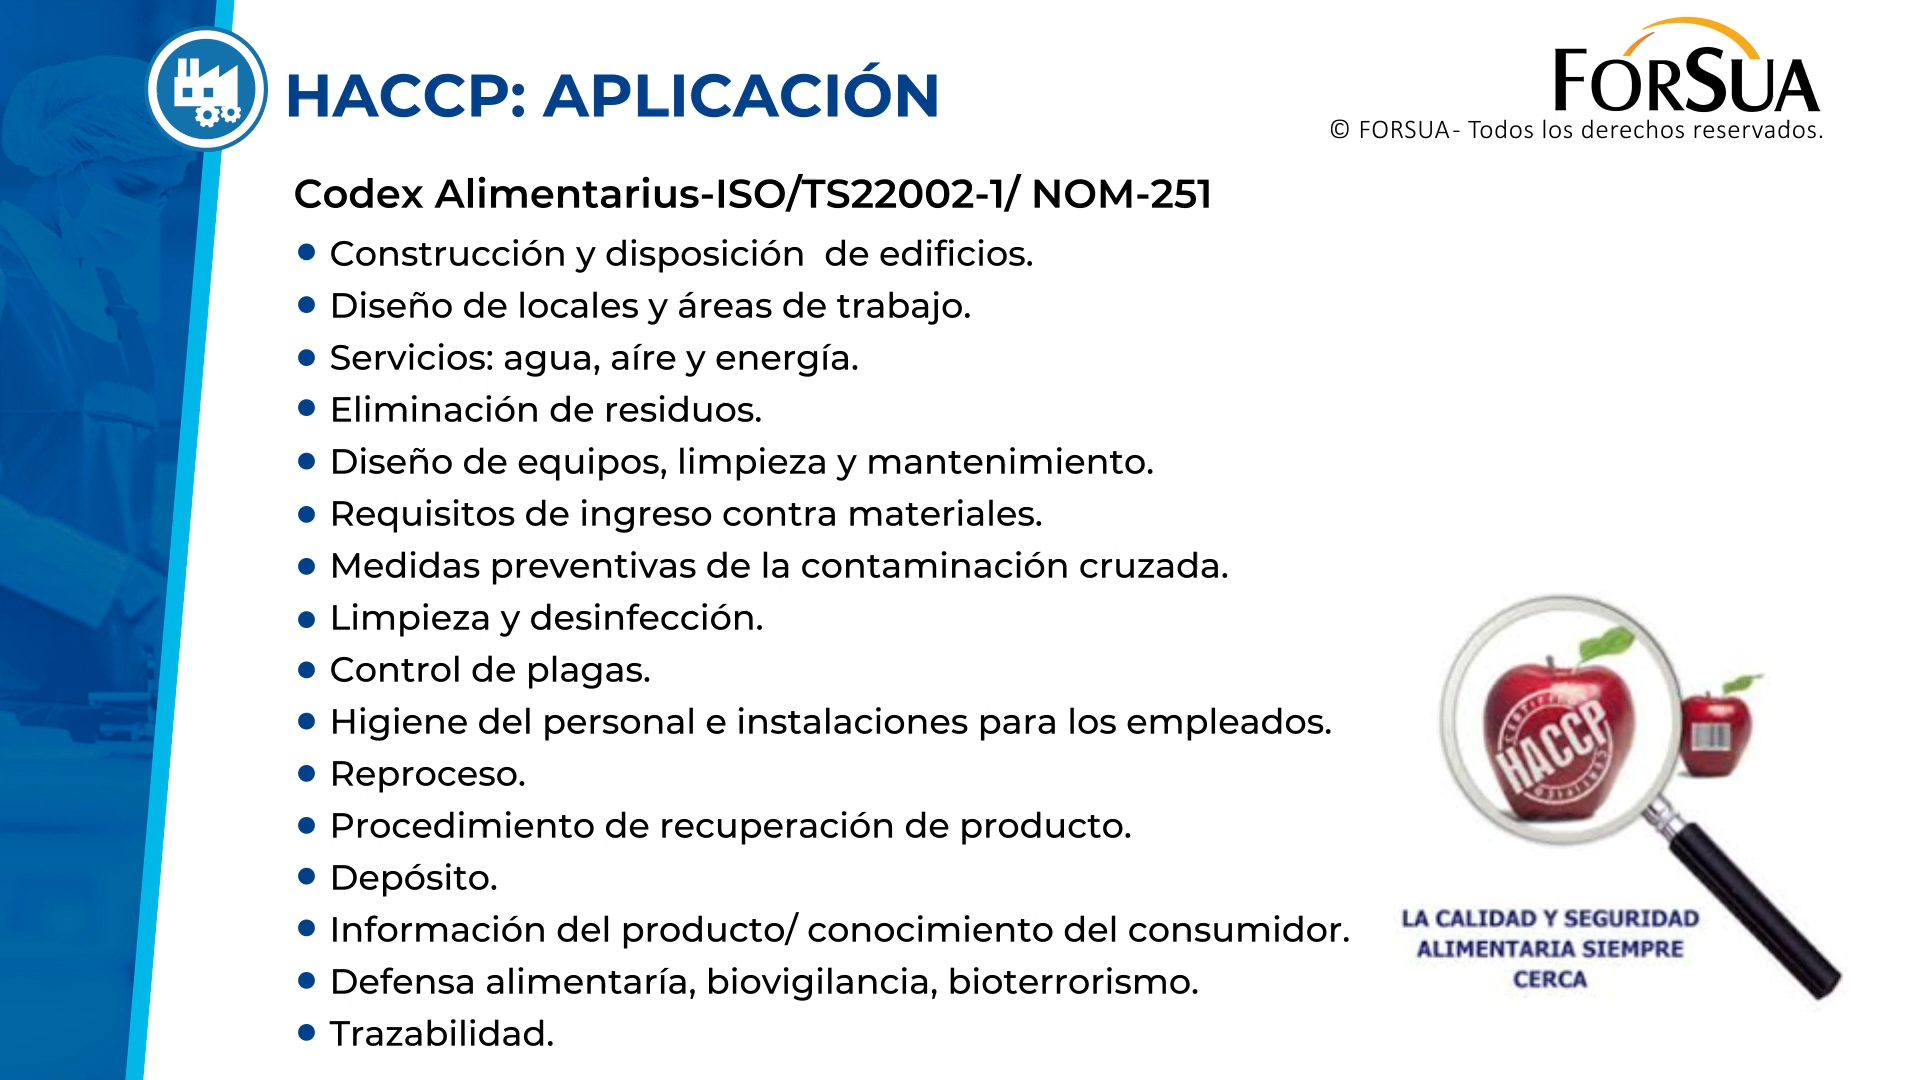 HACCP: APLICACIÓN
FORSUA
© FORSUA- Todos los derechos reservados.
Codex Alimentarius-ISO/TS22002-1/ NOM-251
• Construcción y disposición  de edificios.
• Diseño de locales y áreas de trabajo.
• Servicios: agua, aíre y energía.
• Eliminación de residuos.
• Diseño de equipos, limpieza y mantenimiento.
• Requisitos de ingreso contra materiales.
• Medidas preventivas de la contaminación cruzada.
• Limpieza y desinfección.
• Control de plagas.
• Higiene del personal e instalaciones para los empleados.
• Reproceso.
• Procedimiento de recuperación de producto.
• Depósito.
• Información del producto/ conocimiento del consumidor.
• Defensa alimentaría, biovigilancia, bioterrorismo.
• Trazabilidad.
HACCP
LA CALIDAD Y SEGURIDAD
ALIMENTARIA SIEMPRE
CERCA